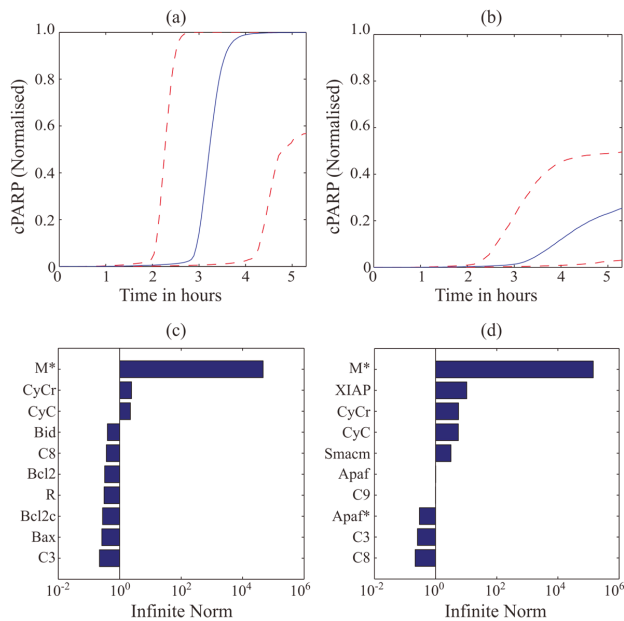 (a)
(b)
cPARP (Normalised)
1.0
0.8
0.6
0.4
0.2
0
0
1
2
3
4
5
Time in hours
cPARP (Normalised)
1.0
0.8
0.6
0.4
0.2
0
0
1
2
3
4
5
Time in hours
(c)
(d)
M*
CyCr
CyC
Bid
C8
Bcl2
R
Bcl2c
Bax
C3
10^-2
10^0
10^2
10^4
10^6
Infinite Norm
M*
XIAP
CyCr
CyC
Smacm
Apaf
C9
Apaf*
C3
C8
10^-2
10^0
10^2
10^4
10^6
Infinite Norm